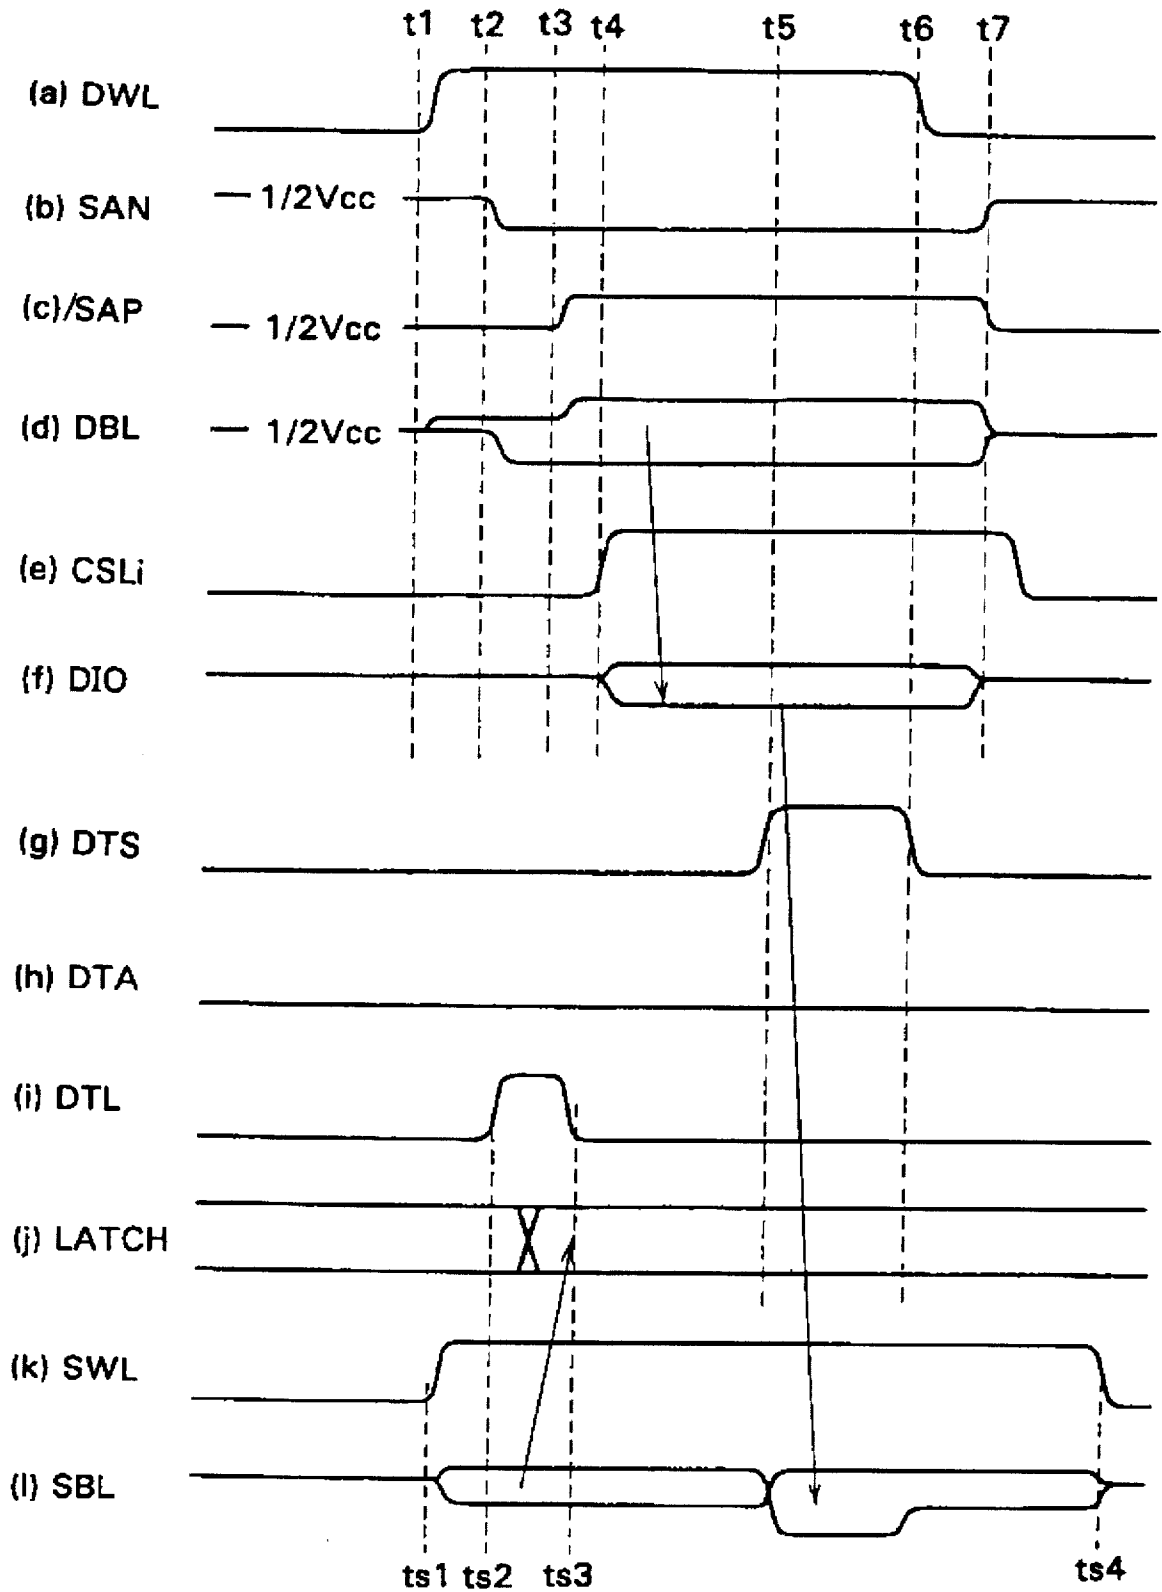 t1 t2 t3 t4 t5 t6 t7
(a) DWL
(b) SAN 1/2Vcc
(c)/SAP 1/2Vcc
(d) DBL 1/2Vcc
(e) CSLi
(f) DIO
(g) DTS
(h) DTA
(i) DTL
(j) LATCH
(k) SWL
(l) SBL
ts1 ts2 ts3 ts4